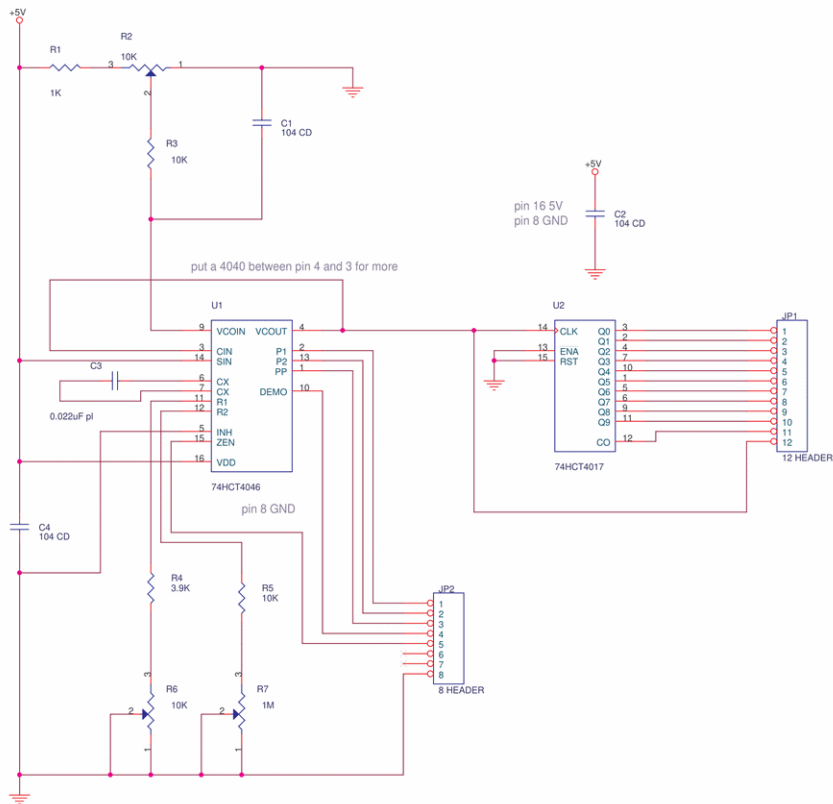 +5V
R1
1K
R2
10K
3
1
2
R3
10K
C1
104 CD
+5V
pin 16 5V
pin 8 GND
C2
104 CD
put a 4040 between pin 4 and 3 for more
U1
9 VCOIN VCOUT 4
3 CIN P1 2
14 SIN P2 13
PP 1
6 CX
7 CX DEMO 10
11 R1
12 R2
5 INH
15 ZEN
16 VDD
74HCT4046
pin 8 GND
C3
0.022uF pl
U2
14 CLK Q0 3
Q1 2
13 ENA Q2 4
15 RST Q3 7
Q4 10
Q5 1
Q6 5
Q7 6
Q8 9
Q9 11
CO 12
74HCT4017
JP1
1
2
3
4
5
6
7
8
9
10
11
12
12 HEADER
C4
104 CD
R4
3.9K
R5
10K
3
R6
10K
2
1
3
R7
1M
2
1
JP2
1
2
3
4
5
6
7
8
8 HEADER